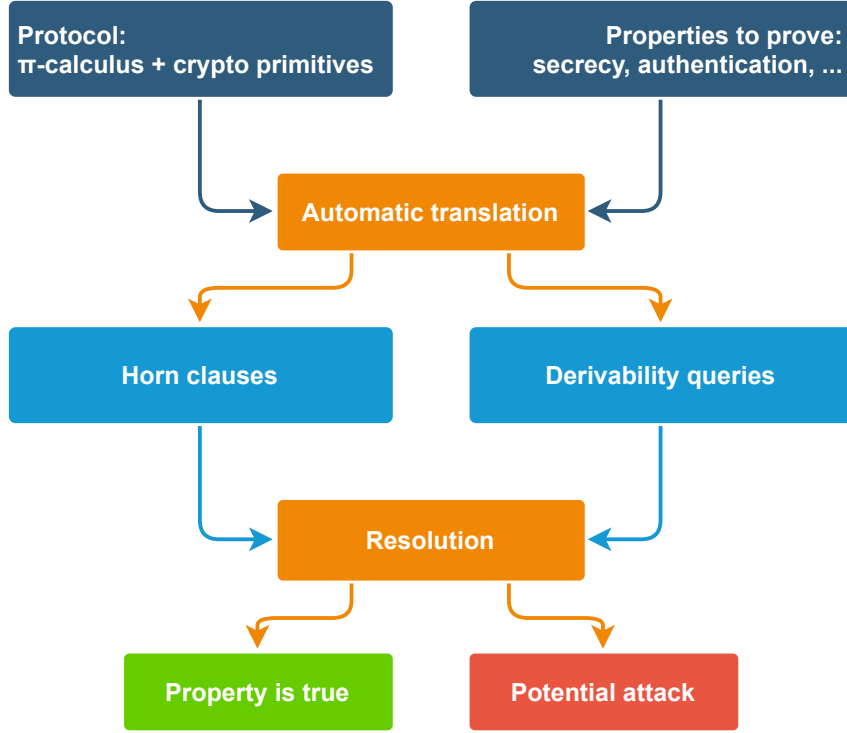 Protocol:
π-calculus + crypto primitives
Properties to prove:
secrecy, authentication, ...
Automatic translation
Horn clauses
Derivability queries
Resolution
Property is true
Potential attack